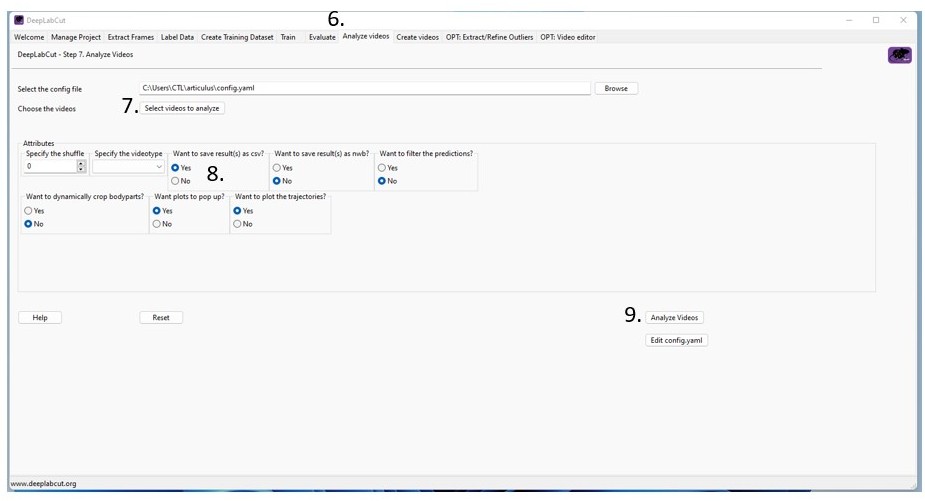 6.
DeepLabCut
Welcome Manage Project Extract Frames Label Data Create Training Dataset Train Evaluate Analyze videos Create videos OPT: Extract/Refine Outliers OPT: Video editor
DeepLabCut - Step 7. Analyze Videos
Select the config file C:\Users\CTL\articulus\config.yaml Browse
Choose the videos 7. Select videos to analyze
Attributes
Specify the shuffle Specify the videotype Want to save result(s) as csv? Want to save result(s) as nwb? Want to filter the predictions?
0 Yes Yes Yes
8.
No No No
Want to dynamically crop bodyparts? Want plots to pop up? Want to plot the trajectories?
Yes Yes Yes
No No No
Help Reset 9. Analyze Videos
Edit config.yaml
www.deeplabcut.org